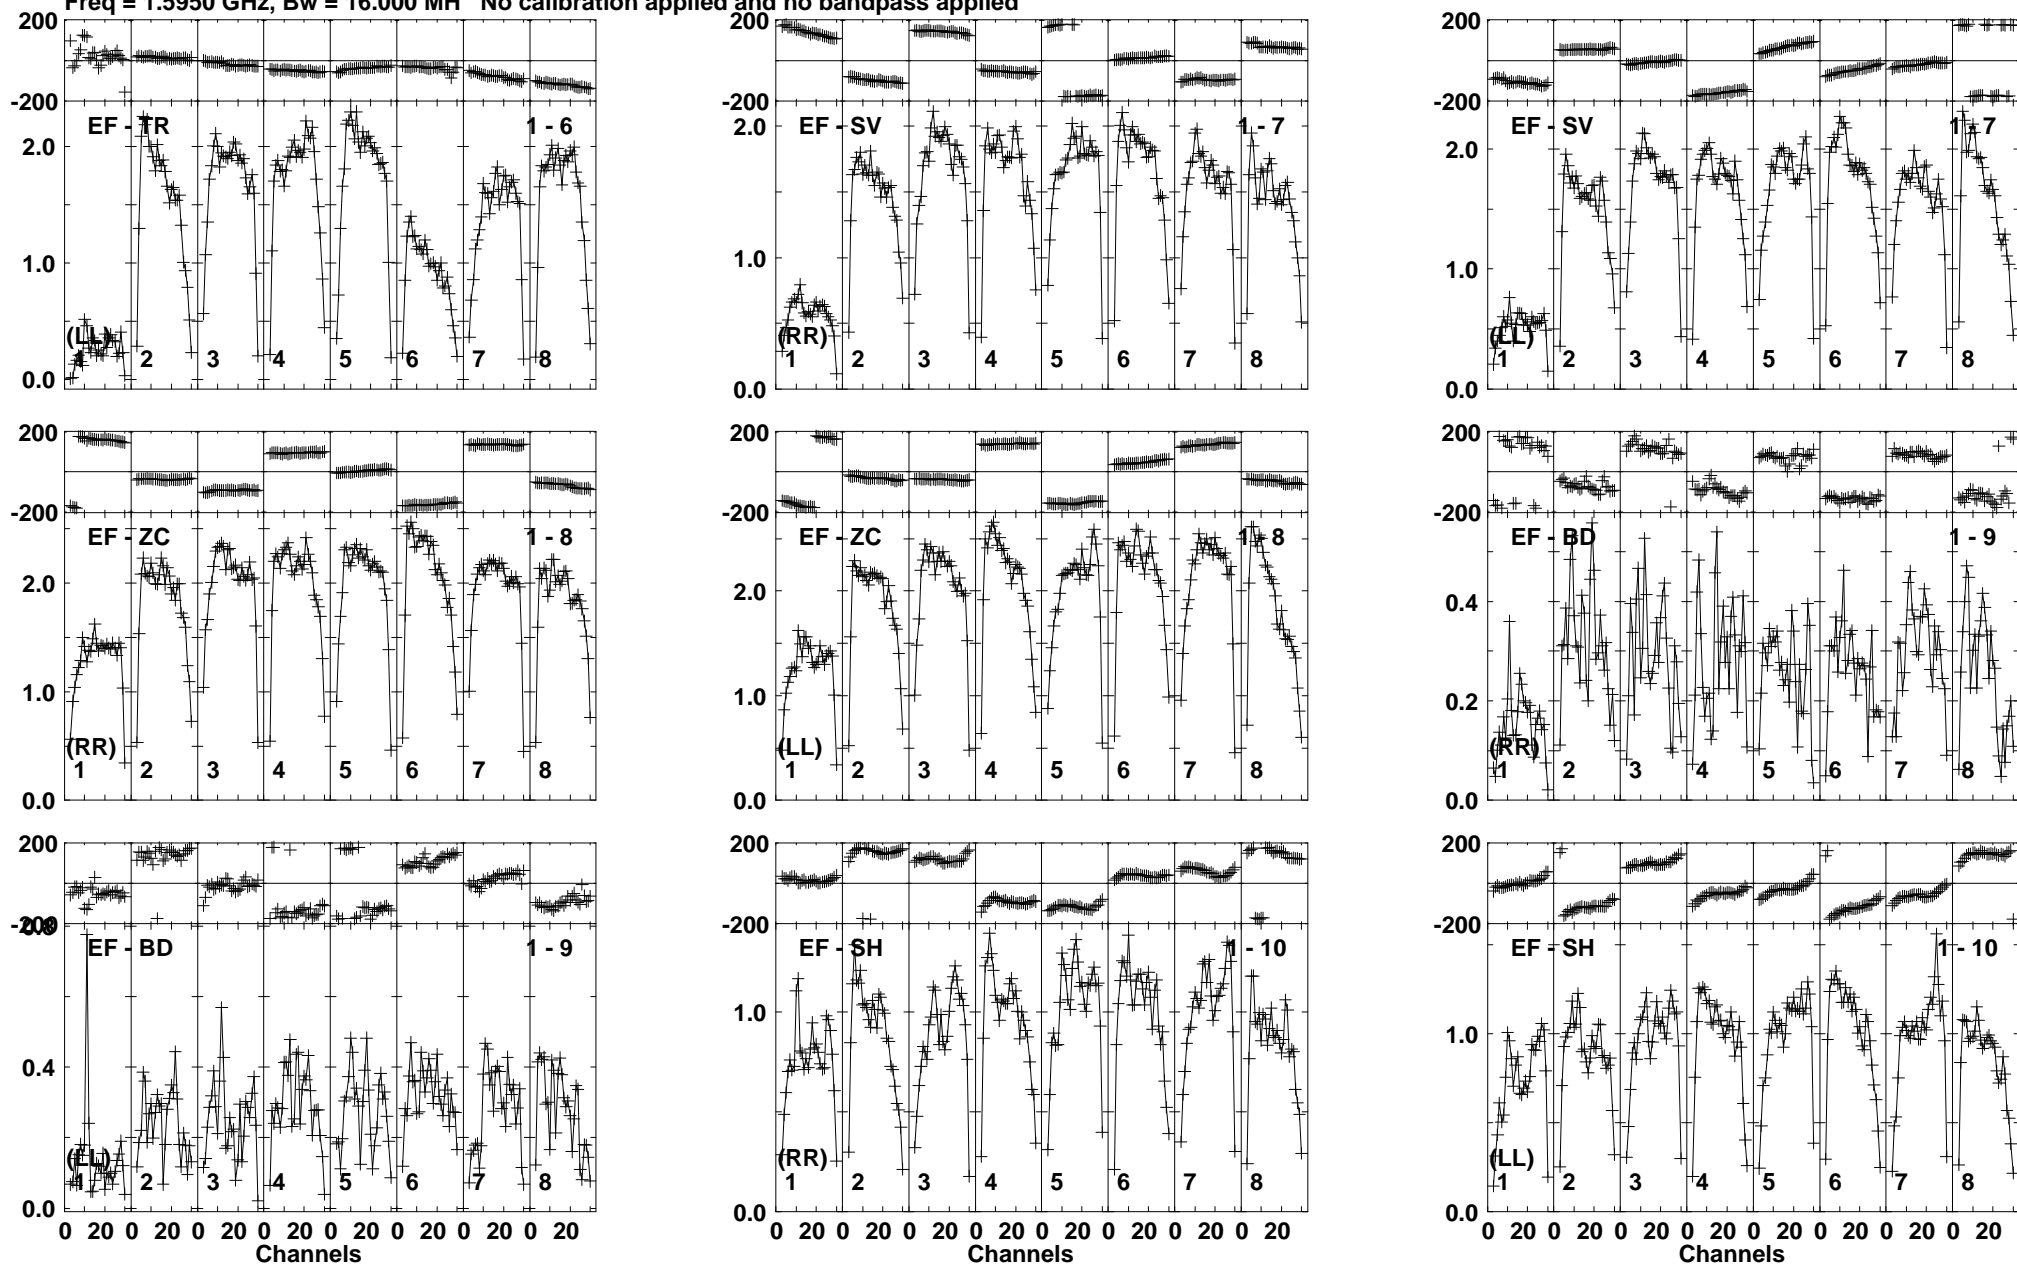 Freq = 1.5950 GHz, Bw = 16.000 MH No calibration applied and no bandpass applied
200
-200
EF - TR 1 - 6
2.0
1.0
0.0
(LL)
1 2 3 4 5 6 7 8
200
-200
EF - SV 1 - 7
2.0
1.0
0.0
(RR)
1 2 3 4 5 6 7 8
200
-200
EF - SV 1 - 7
2.0
1.0
0.0
(LL)
1 2 3 4 5 6 7 8
200
-200
EF - ZC 1 - 8
2.0
1.0
0.0
(RR)
1 2 3 4 5 6 7 8
200
-200
EF - ZC 1 - 8
2.0
1.0
0.0
(LL)
1 2 3 4 5 6 7 8
200
-200
EF - BD 1 - 9
0.4
0.2
0.0
(RR)
1 2 3 4 5 6 7 8
200
-200
0.8
EF - BD 1 - 9
0.4
0.0
(LL)
1 2 3 4 5 6 7 8
0 20 0 20 0 20 0 20 0 20 0 20 0 20 0 20
Channels
200
-200
EF - SH 1 - 10
1.0
0.0
(RR)
1 2 3 4 5 6 7 8
0 20 0 20 0 20 0 20 0 20 0 20 0 20 0 20
Channels
200
-200
EF - SH 1 - 10
1.0
0.0
(LL)
1 2 3 4 5 6 7 8
0 20 0 20 0 20 0 20 0 20 0 20 0 20 0 20
Channels